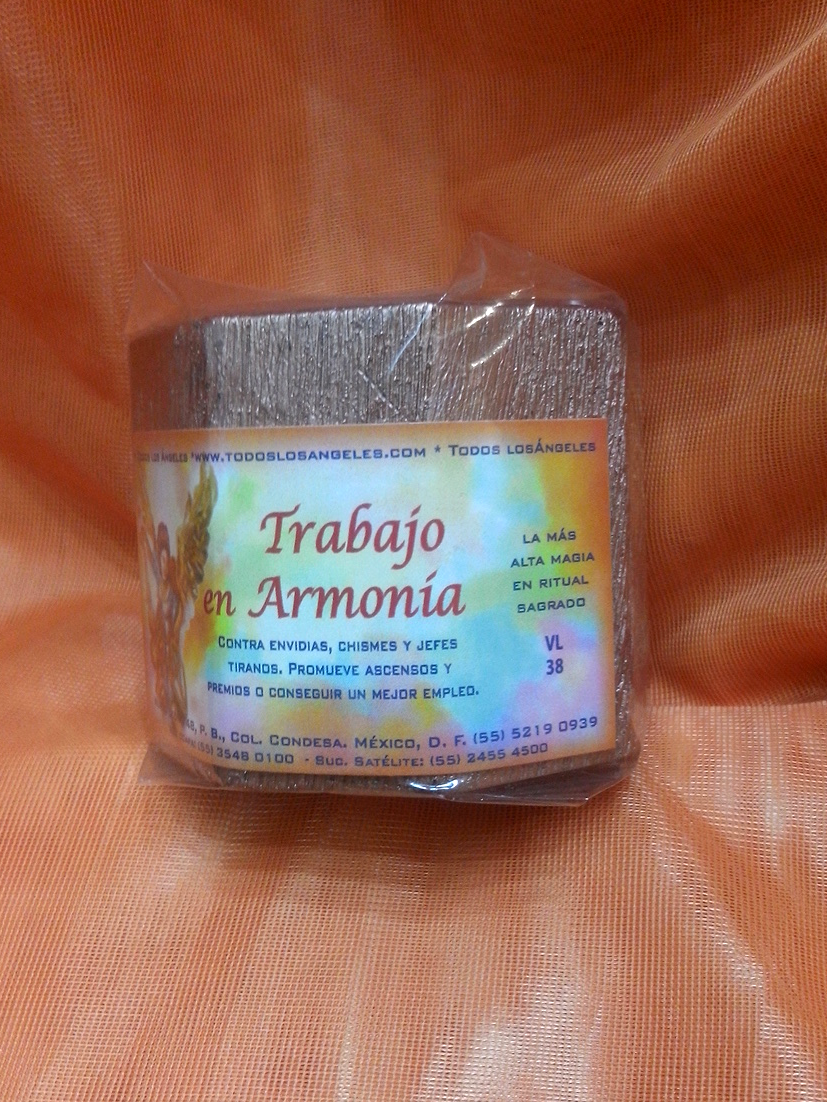 Todos los Ángeles *www.todoslosangeles.com * Todos losÁngeles
Trabajo
en Armonía
Contra envidias, chismes y jefes
tiranos. Promueve ascensos y
premios o conseguir un mejor empleo.
La más
alta magia
en ritual
sagrado
VL
38
P. B., Col. Condesa. México, D. F. (55) 5219 0939
(55) 3548 0100 · Suc. Satélite: (55) 2455 4500